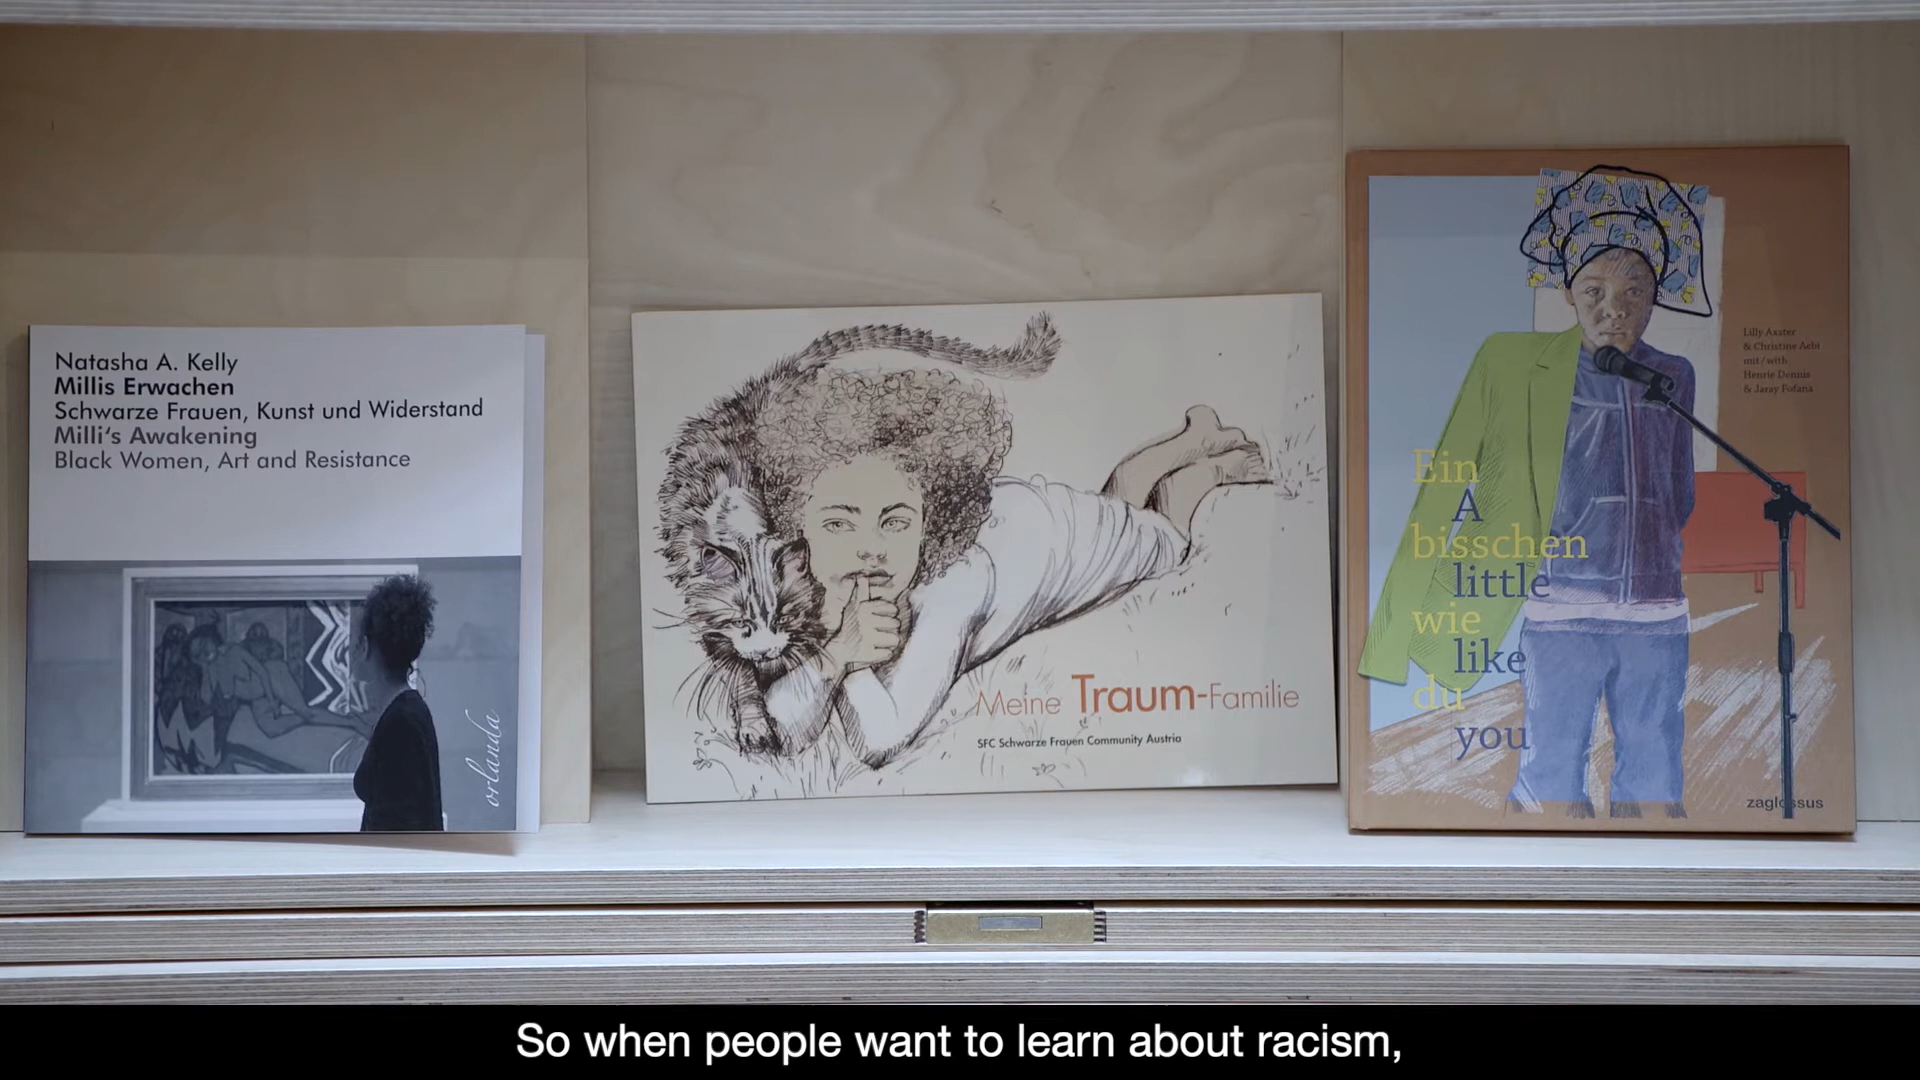 Natasha A. Kelly
Millis Erwachen
Schwarze Frauen, Kunst und Widerstand
Milli's Awakening
Black Women, Art and Resistance
orlanda
Meine Traum-Familie
SFC Schwarze Frauen Community Austria
Lilly Axster
& Christine Aebi
mit/with
Henrie Dennis
& Jaray Fofana
Ein
A
bisschen
little
wie
like
du
you
zaglossus
So when people want to learn about racism,